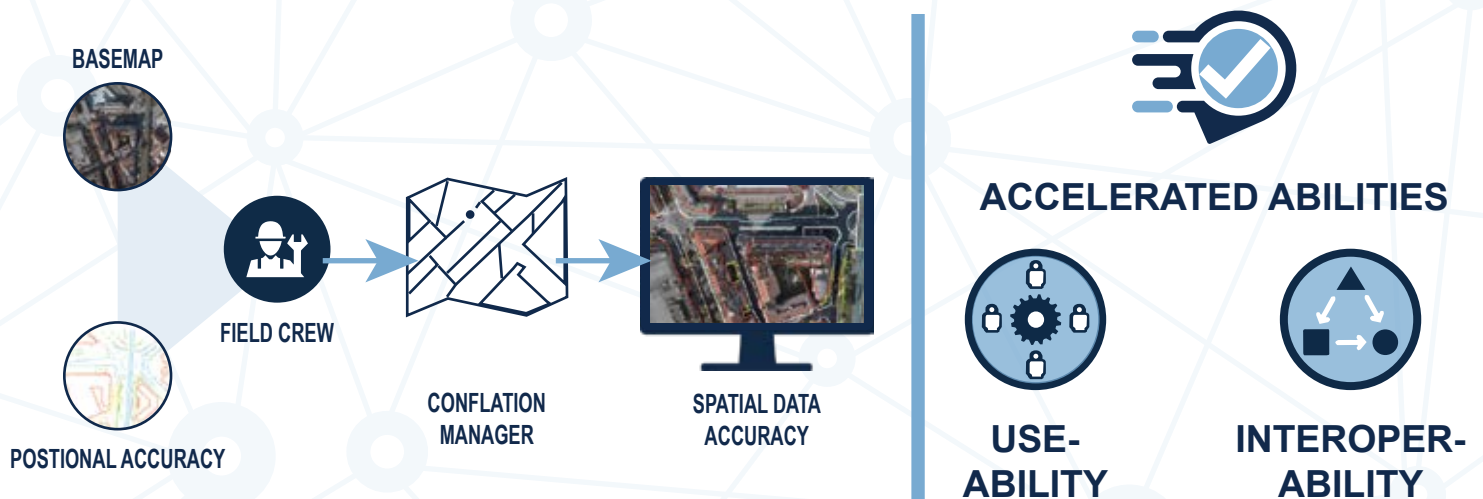 BASEMAP
POSTIONAL ACCURACY
FIELD CREW
CONFLATION
MANAGER
SPATIAL DATA
ACCURACY
ACCELERATED ABILITIES
USE-
ABILITY
INTEROPER-
ABILITY